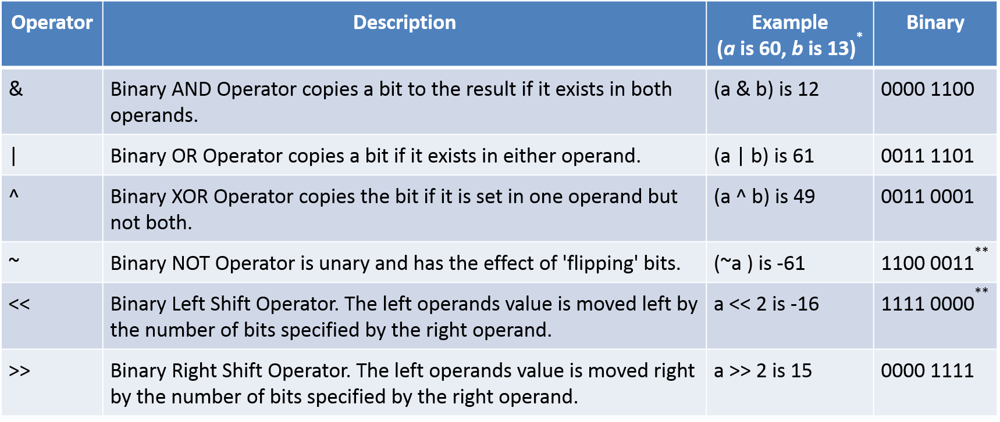 Operator Description Example Binary
(a is 60, b is 13)*
& Binary AND Operator copies a bit to the result if it exists in both (a & b) is 12 0000 1100
operands.
| Binary OR Operator copies a bit if it exists in either operand. (a | b) is 61 0011 1101
^ Binary XOR Operator copies the bit if it is set in one operand but (a ^ b) is 49 0011 0001
not both.
~ Binary NOT Operator is unary and has the effect of 'flipping' bits. (~a ) is -61 1100 0011**
<< Binary Left Shift Operator. The left operands value is moved left by a << 2 is -16 1111 0000**
the number of bits specified by the right operand.
>> Binary Right Shift Operator. The left operands value is moved right a >> 2 is 15 0000 1111
by the number of bits specified by the right operand.